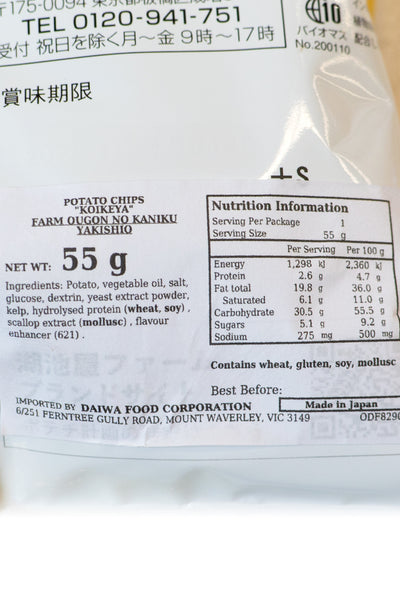 〒175-0094 東京都板橋区成増
TEL 0120-941-751
受付 祝日を除く月～金 9時～17時
10
バイオマス
No.200110
賞味期限
POTATO CHIPS
"KOIKEYA"
FARM OUGON NO KANIKU
YAKISHIO
NET WT: 55 g
Ingredients: Potato, vegetable oil, salt,
glucose, dextrin, yeast extract powder,
kelp, hydrolysed protein (wheat, soy) ,
scallop extract (mollusc) , flavour
enhancer (621) .
Nutrition Information
Serving Per Package 1
Serving Size 55 g
Per Serving Per 100 g
Energy 1,298 kJ 2,360 kJ
Protein 2.6 g 4.7 g
Fat total 19.8 g 36.0 g
Saturated 6.1 g 11.0 g
Carbohydrate 30.5 g 55.5 g
Sugars 5.1 g 9.2 g
Sodium 275 mg 500 mg
Contains wheat, gluten, soy, mollusc
Best Before:
Made in Japan
IMPORTED BY DAIWA FOOD CORPORATION
6/251 FERNTREE GULLY ROAD, MOUNT WAVERLEY, VIC 3149
ODF8290